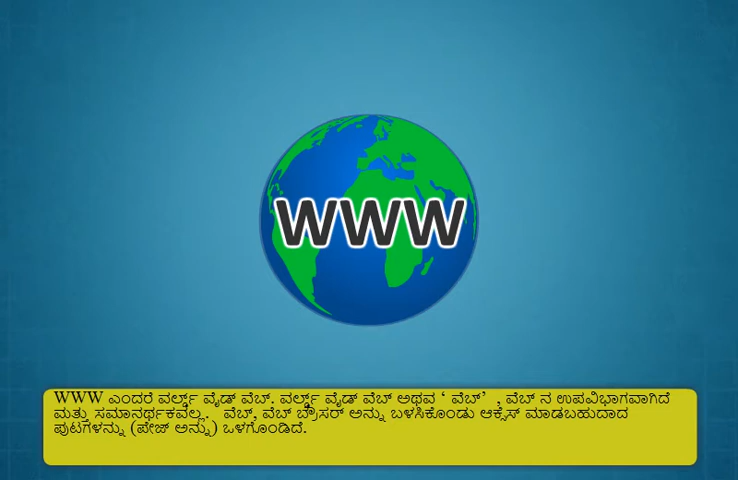 WWW
WWW ಎಂದರೆ ವರ್ಲ್ಡ್ ವೈಡ್ ವೆಬ್. ವರ್ಲ್ಡ್ ವೈಡ್ ವೆಬ್ ಅಥವ ‘ ವೆಬ್’ , ವೆಬ್ ನ ಉಪವಿಭಾಗವಾಗಿದೆ
ಮತ್ತು ಸಮಾನರ್ಥಕವಲ್ಲ. ವೆಬ್, ವೆಬ್ ಬ್ರೌಸರ್ ಅನ್ನು ಬಳಸಿಕೊಂಡು ಆಕ್ಸೆಸ್ ಮಾಡಬಹುದಾದ
ಪುಟಗಳನ್ನು (ಪೇಜ್ ಅನ್ನು) ಒಳಗೊಂಡಿದೆ.